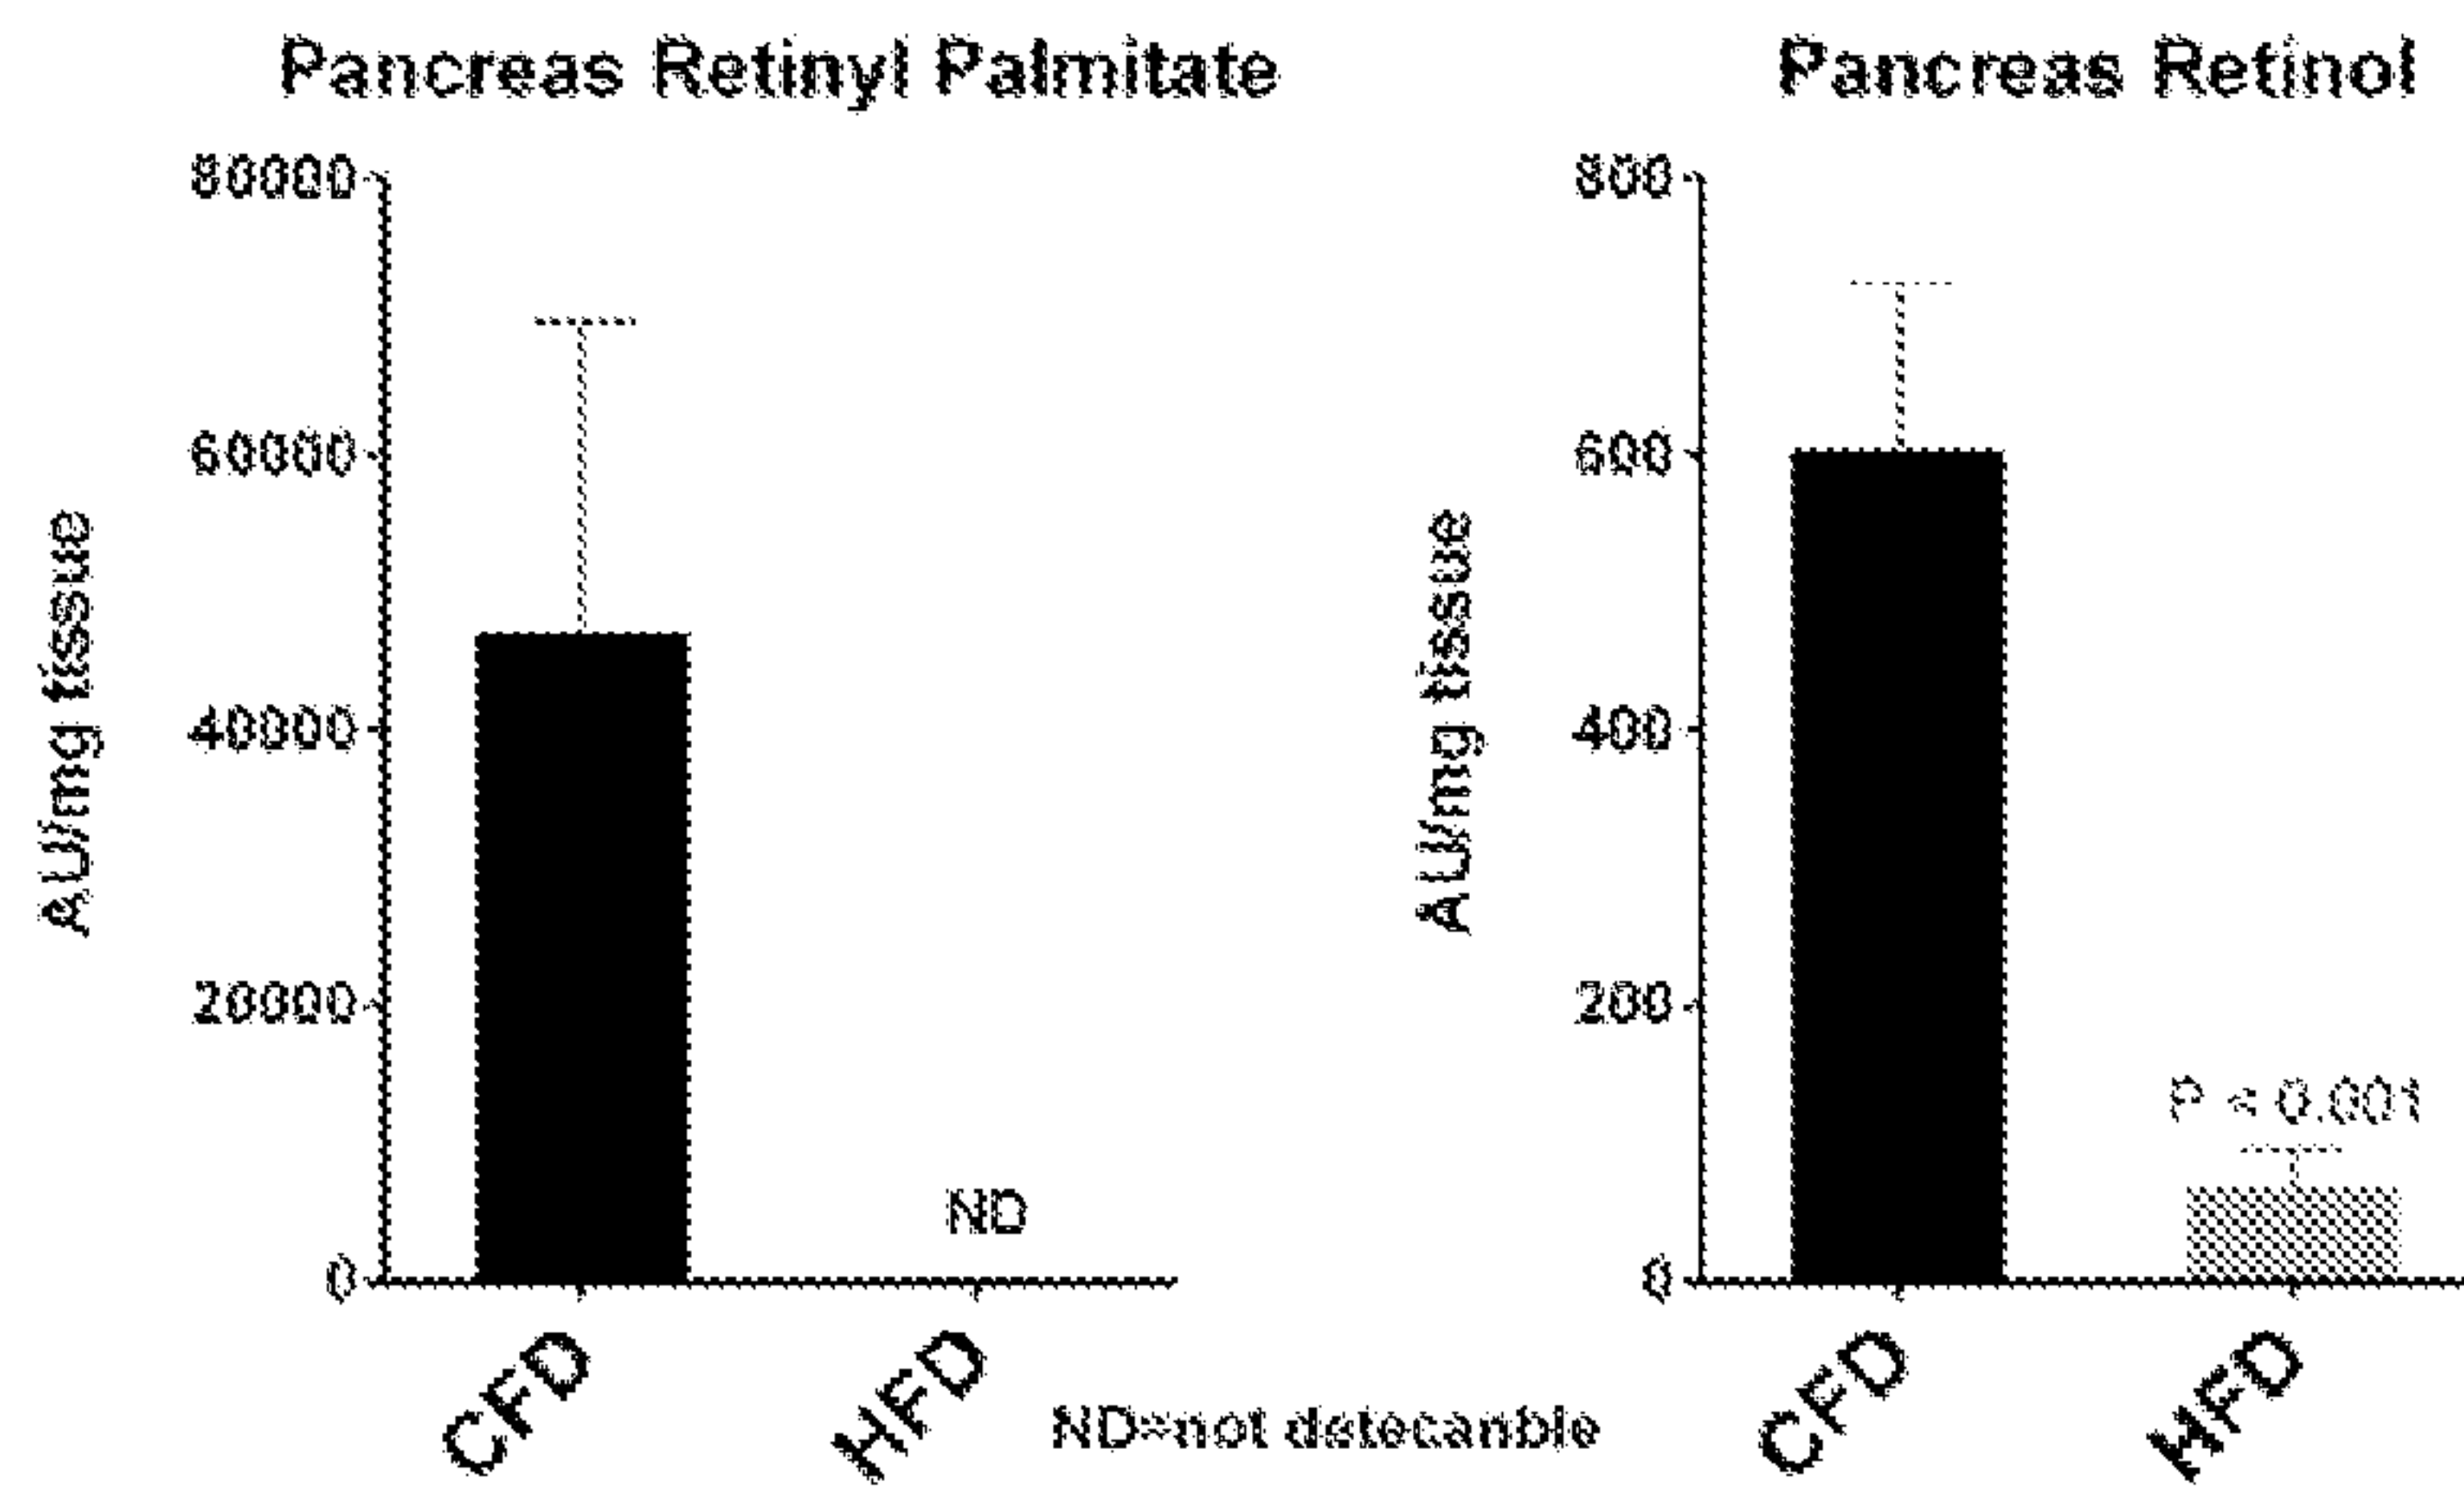 Pancreas Retinyl Palmitate
80000
60000
40000
20000
0
AU/mg tissue
ND
CFD
HFD
Pancreas Retinol
800
600
400
200
0
AU/mg tissue
P < 0.001
CFD
HFD
ND=not detecanble